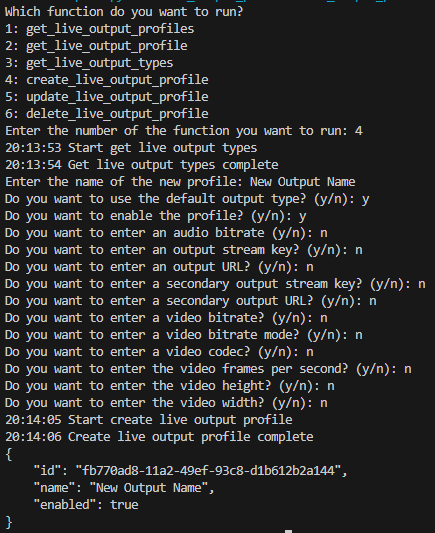 Which function do you want to run?
1: get_live_output_profiles
2: get_live_output_profile
3: get_live_output_types
4: create_live_output_profile
5: update_live_output_profile
6: delete_live_output_profile
Enter the number of the function you want to run: 4
20:13:53 Start get live output types
20:13:54 Get live output types complete
Enter the name of the new profile: New Output Name
Do you want to use the default output type? (y/n): y
Do you want to enable the profile? (y/n): y
Do you want to enter an audio bitrate (y/n): n
Do you want to enter an output stream key? (y/n): n
Do you want to enter an output URL? (y/n): n
Do you want to enter a secondary output stream key? (y/n): n
Do you want to enter a secondary output URL? (y/n): n
Do you want to enter a video bitrate? (y/n): n
Do you want to enter a video bitrate mode? (y/n): n
Do you want to enter a video codec? (y/n): n
Do you want to enter the video frames per second? (y/n): n
Do you want to enter the video height? (y/n): n
Do you want to enter the video width? (y/n): n
20:14:05 Start create live output profile
20:14:06 Create live output profile complete
{
    "id": "fb770ad8-11a2-49ef-93c8-d1b612b2a144",
    "name": "New Output Name",
    "enabled": true
}